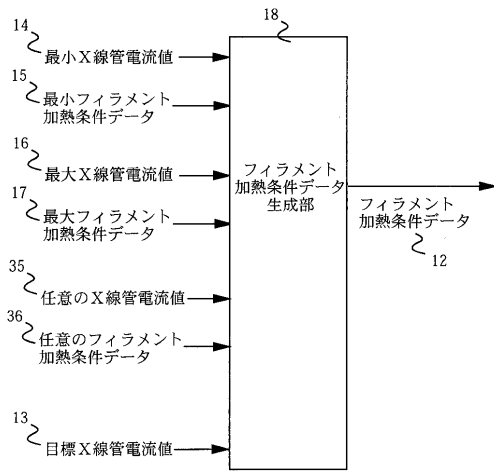 14
最小X線管電流値
15
最小フィラメント
加熱条件データ
16
最大X線管電流値
17
最大フィラメント
加熱条件データ
35
任意のX線管電流値
36
任意のフィラメント
加熱条件データ
13
目標X線管電流値
18
フィラメント
加熱条件データ
生成部
フィラメント
加熱条件データ
12